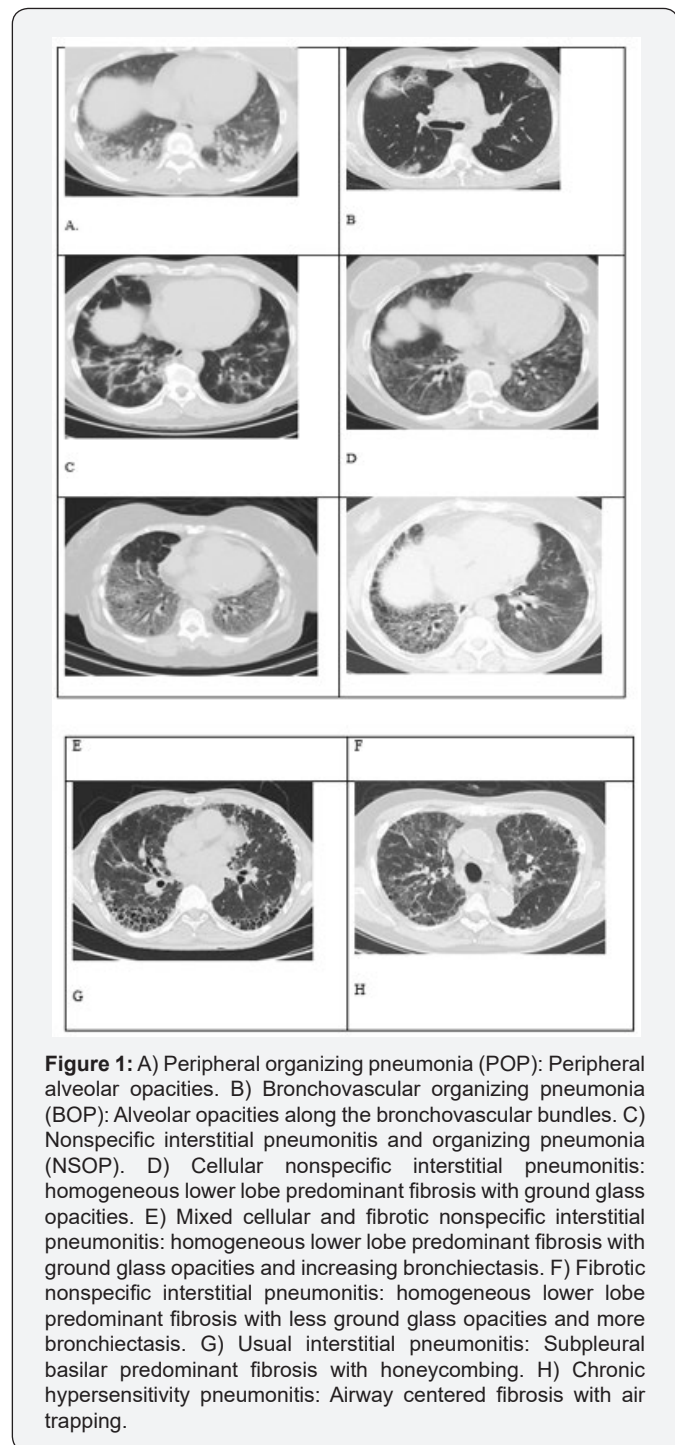 A.
B
C
D
E
F
G
H
Figure 1: A) Peripheral organizing pneumonia (POP): Peripheral
alveolar opacities. B) Bronchovascular organizing pneumonia
(BOP): Alveolar opacities along the bronchovascular bundles. C)
Nonspecific interstitial pneumonitis and organizing pneumonia
(NSOP). D) Cellular nonspecific interstitial pneumonitis:
homogeneous lower lobe predominant fibrosis with ground glass
opacities. E) Mixed cellular and fibrotic nonspecific interstitial
pneumonitis: homogeneous lower lobe predominant fibrosis with
ground glass opacities and increasing bronchiectasis. F) Fibrotic
nonspecific interstitial pneumonitis: homogeneous lower lobe
predominant fibrosis with less ground glass opacities and more
bronchiectasis. G) Usual interstitial pneumonitis: Subpleural
basilar predominant fibrosis with honeycombing. H) Chronic
hypersensitivity pneumonitis: Airway centered fibrosis with air
trapping.